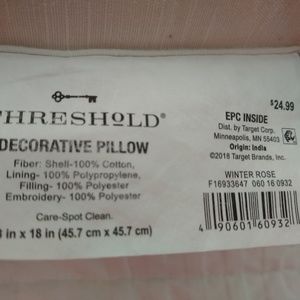 THRESHOLD
DECORATIVE PILLOW
Fiber: Shell-100% Cotton,
Lining- 100% Polypropylene,
Filling- 100% Polyester
Embroidery- 100% Polyester
Care-Spot Clean.
in x 18 in (45.7 cm x 45.7 cm)
$24.99
EPC INSIDE
Dist. by Target Corp.
Minneapolis, MN 55403
Origin: India
©2018 Target Brands, Inc.
WINTER ROSE
F16933647 060 16 0932
490601 60932